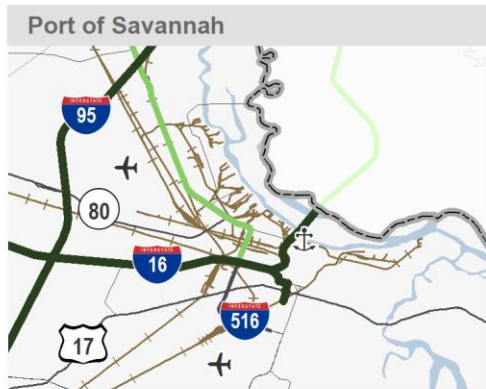 Port of Savannah
INTERSTATE
95
80
INTERSTATE
16
INTERSTATE
516
17